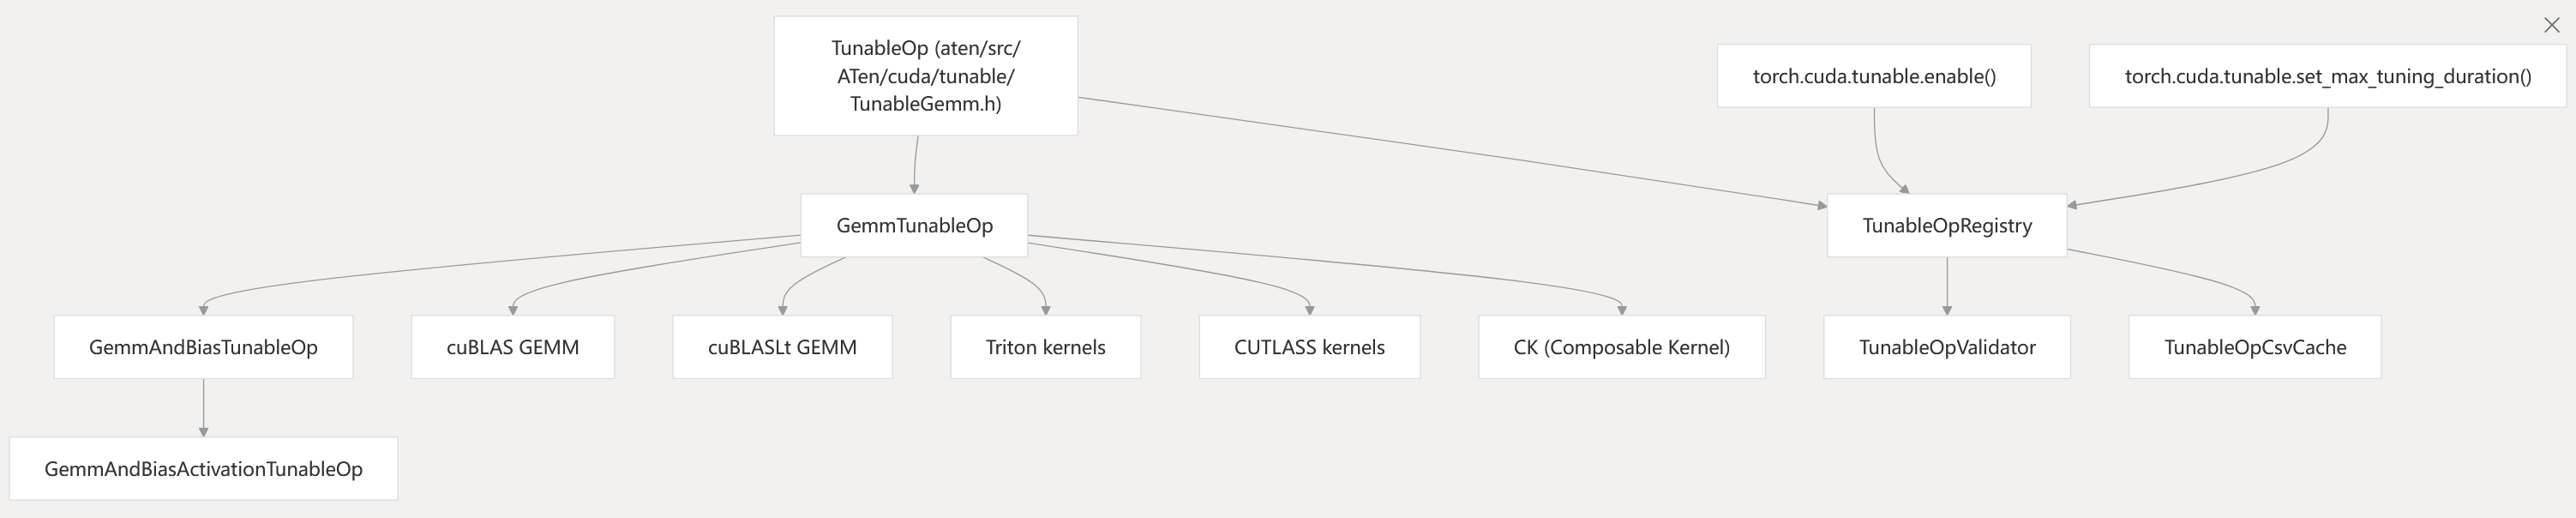 TunableOp (aten/src/
ATen/cuda/tunable/
TunableGemm.h)
torch.cuda.tunable.enable()
torch.cuda.tunable.set_max_tuning_duration()
GemmTunableOp
TunableOpRegistry
GemmAndBiasTunableOp
cuBLAS GEMM
cuBLASLt GEMM
Triton kernels
CUTLASS kernels
CK (Composable Kernel)
TunableOpValidator
TunableOpCsvCache
GemmAndBiasActivationTunableOp